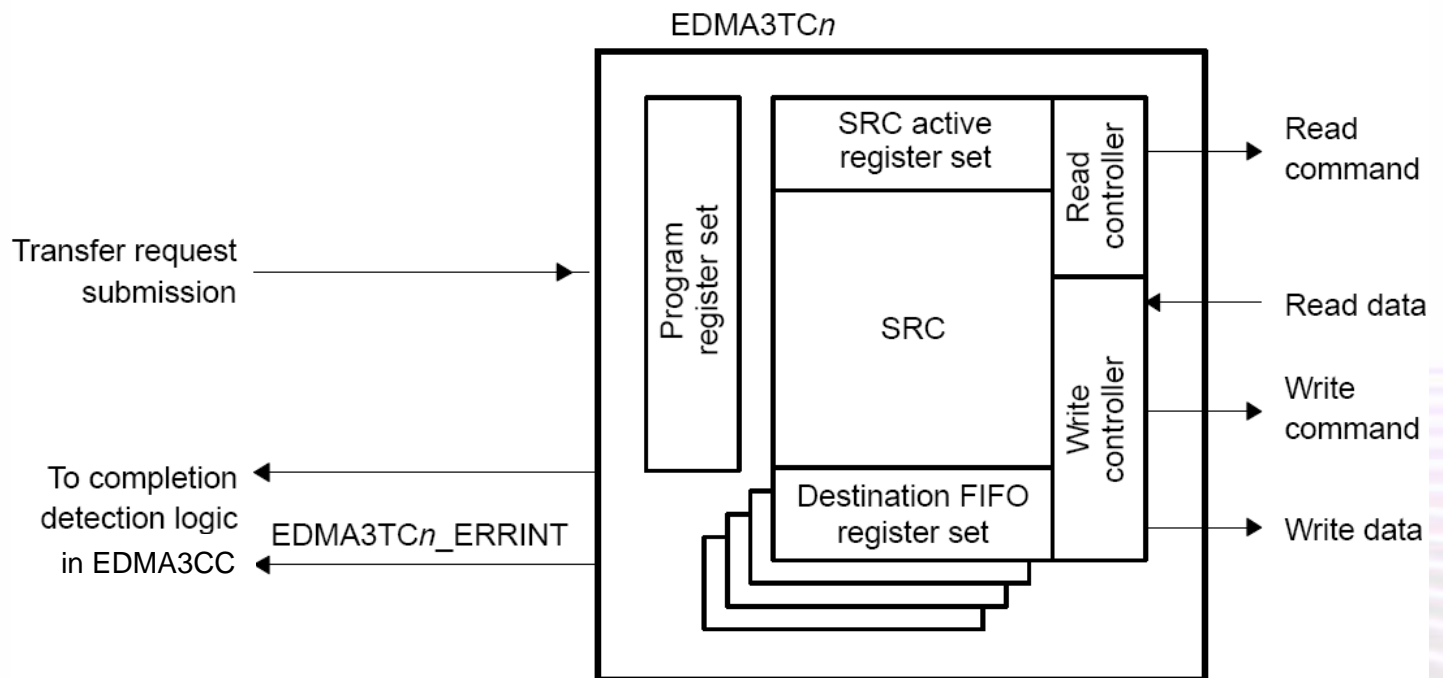 EDMA3TCn
SRC active
register set
Read
controller
Read
command
Program
register set
Transfer request
submission
SRC
Read data
Write
controller
Write
command
To completion
detection logic
in EDMA3CC
EDMA3TCn_ERRINT
Destination FIFO
register set
Write data